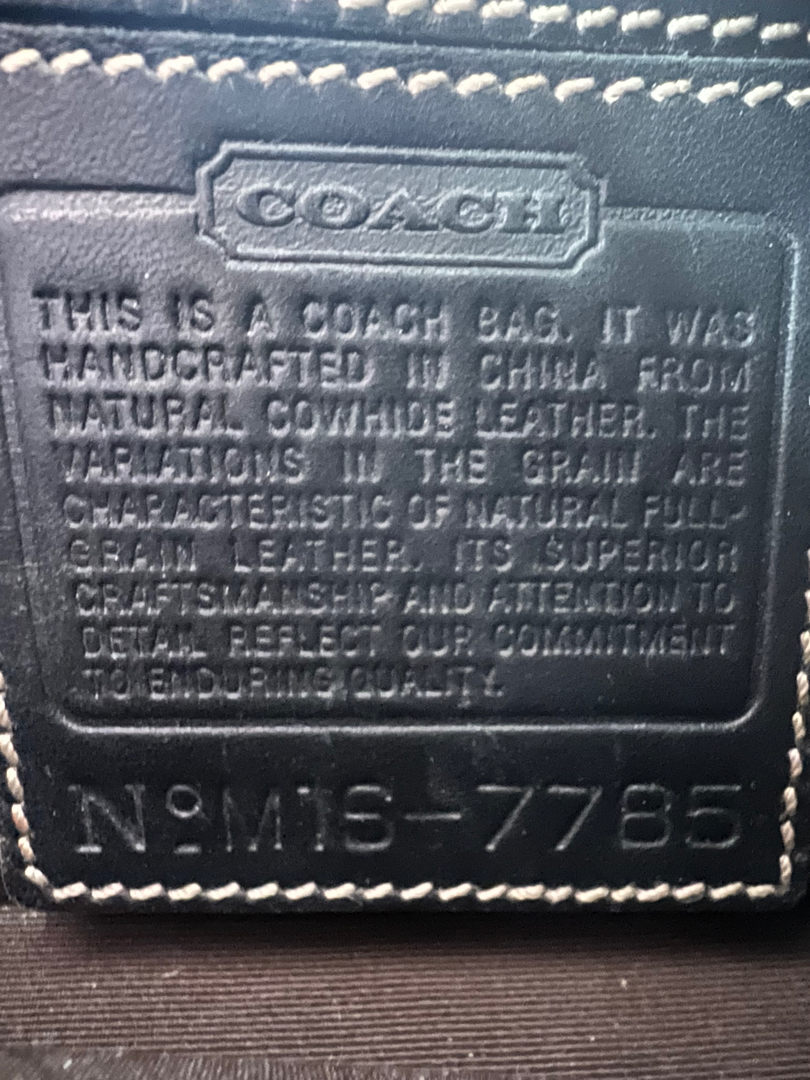 COACH
THIS IS A COACH BAG. IT WAS
HANDCRAFTED IN CHINA FROM
NATURAL COWHIDE LEATHER. THE
VARIATIONS IN THE GRAIN ARE
CHARACTERISTIC OF NATURAL FULL-
GRAIN LEATHER. ITS SUPERIOR
CRAFTSMANSHIP AND ATTENTION TO
DETAIL REFLECT OUR COMMITMENT
TO ENDURING QUALITY.
Nº M1S-7785